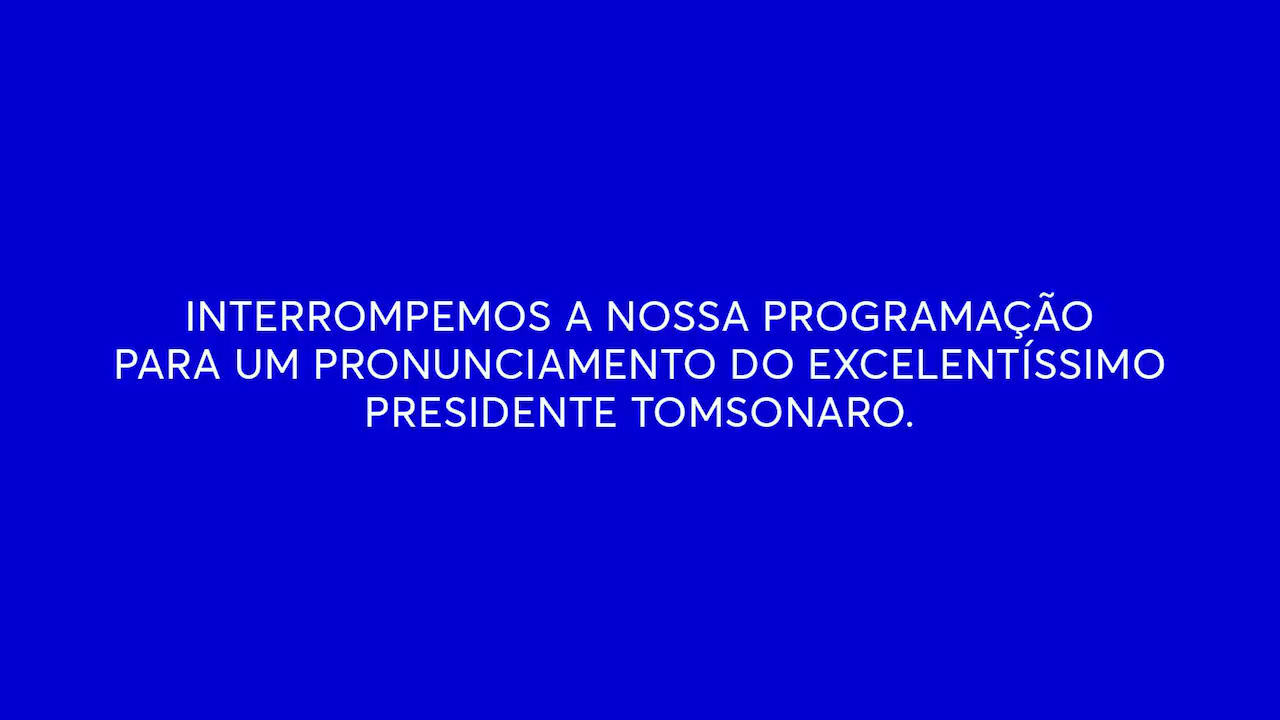 INTERROMPEMOS A NOSSA PROGRAMAÇÃO
PARA UM PRONUNCIAMENTO DO EXCELENTÍSSIMO
PRESIDENTE TOMSONARO.